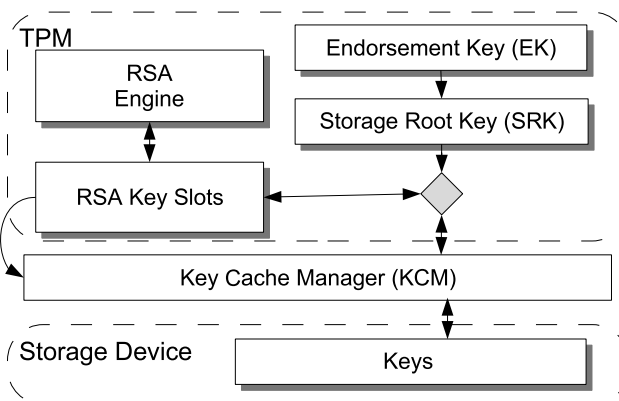 TPM
Endorsement Key (EK)
RSA
Engine
Storage Root Key (SRK)
RSA Key Slots
Key Cache Manager (KCM)
Storage Device
Keys